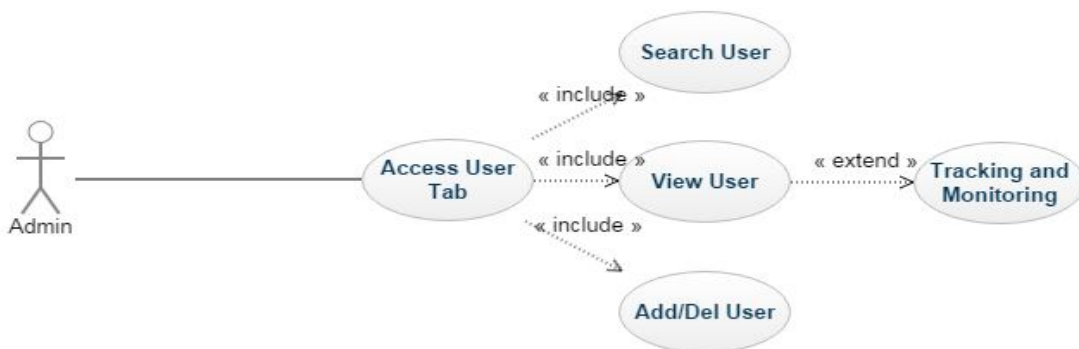 Search User
« include »
Access User
Tab
« include »
View User
« extend »
Tracking and
Monitoring
Admin
« include »
Add/Del User